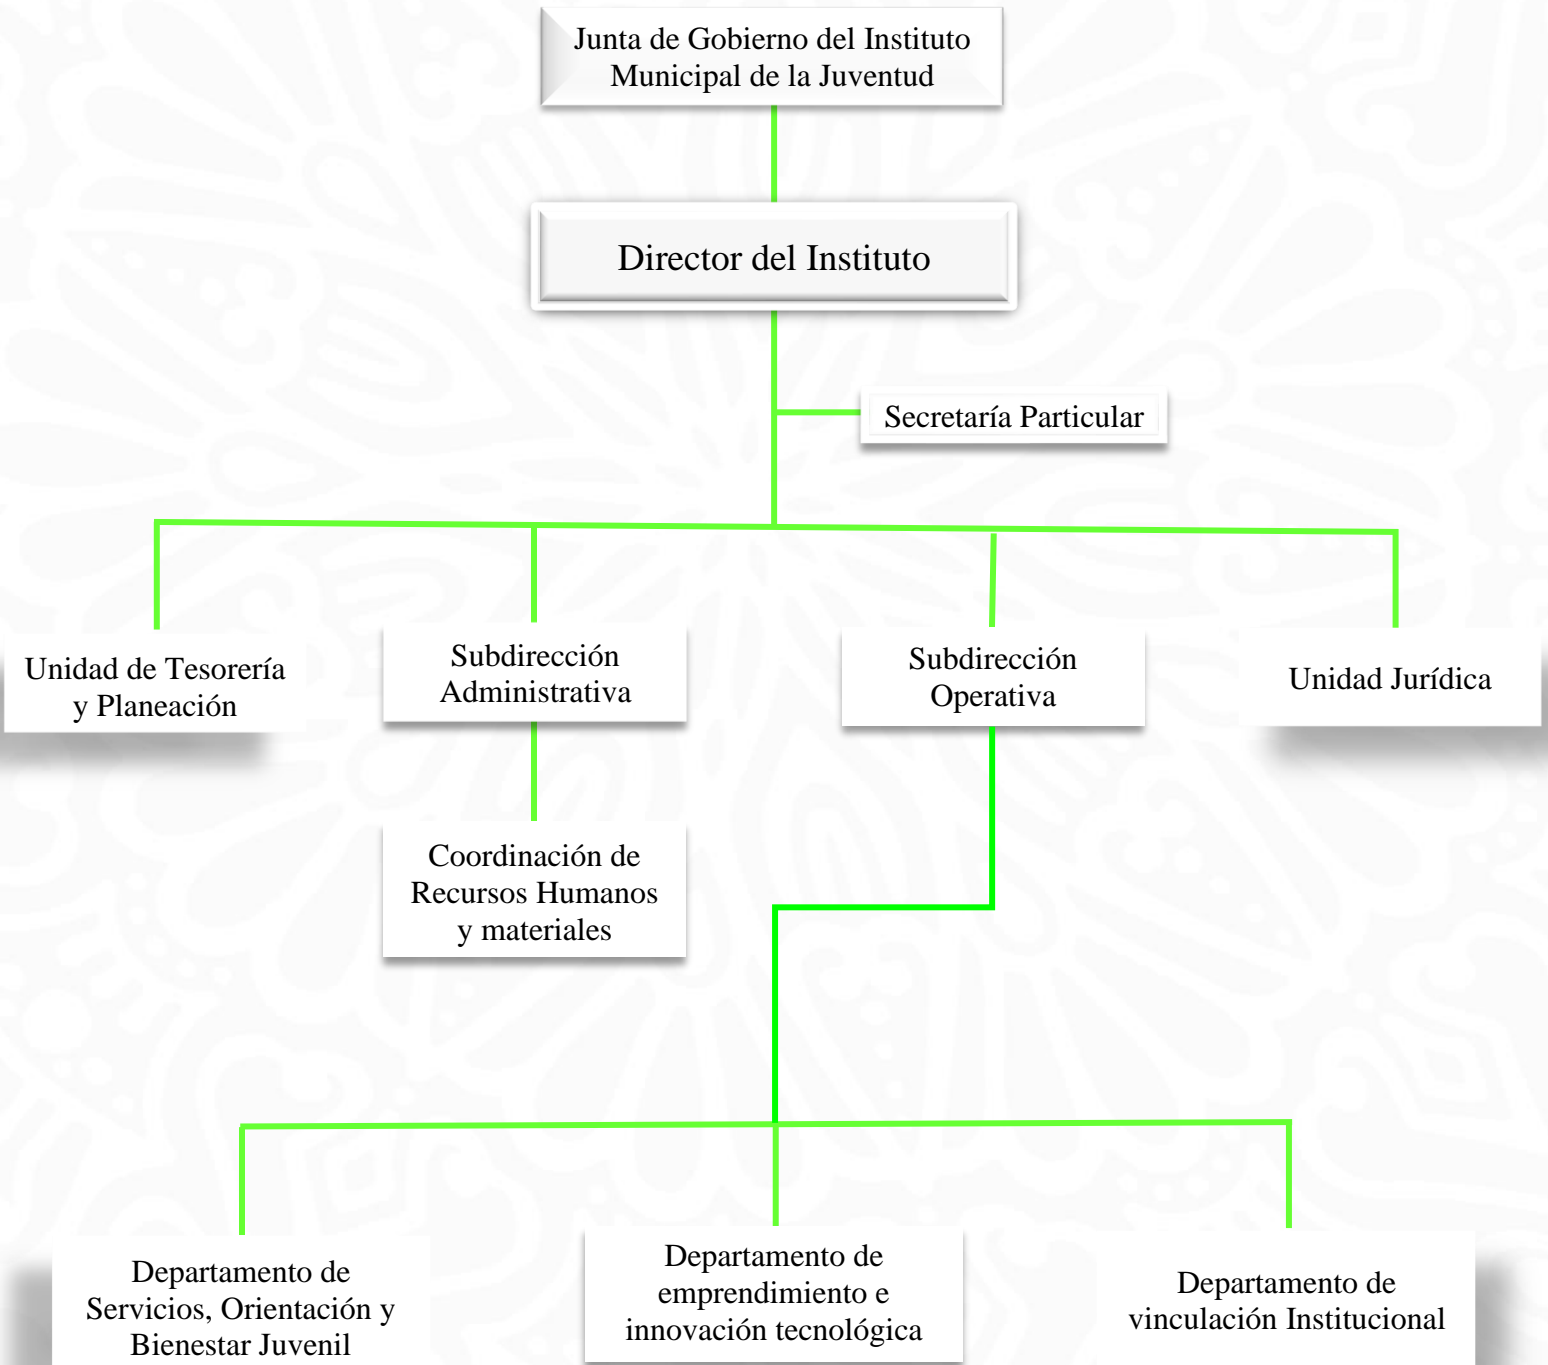 Junta de Gobierno del Instituto
Municipal de la Juventud
Director del Instituto
Secretaría Particular
Unidad de Tesorería
y Planeación
Subdirección
Administrativa
Subdirección
Operativa
Unidad Jurídica
Coordinación de
Recursos Humanos
y materiales
Departamento de
Servicios, Orientación y
Bienestar Juvenil
Departamento de
emprendimiento e
innovación tecnológica
Departamento de
vinculación Institucional